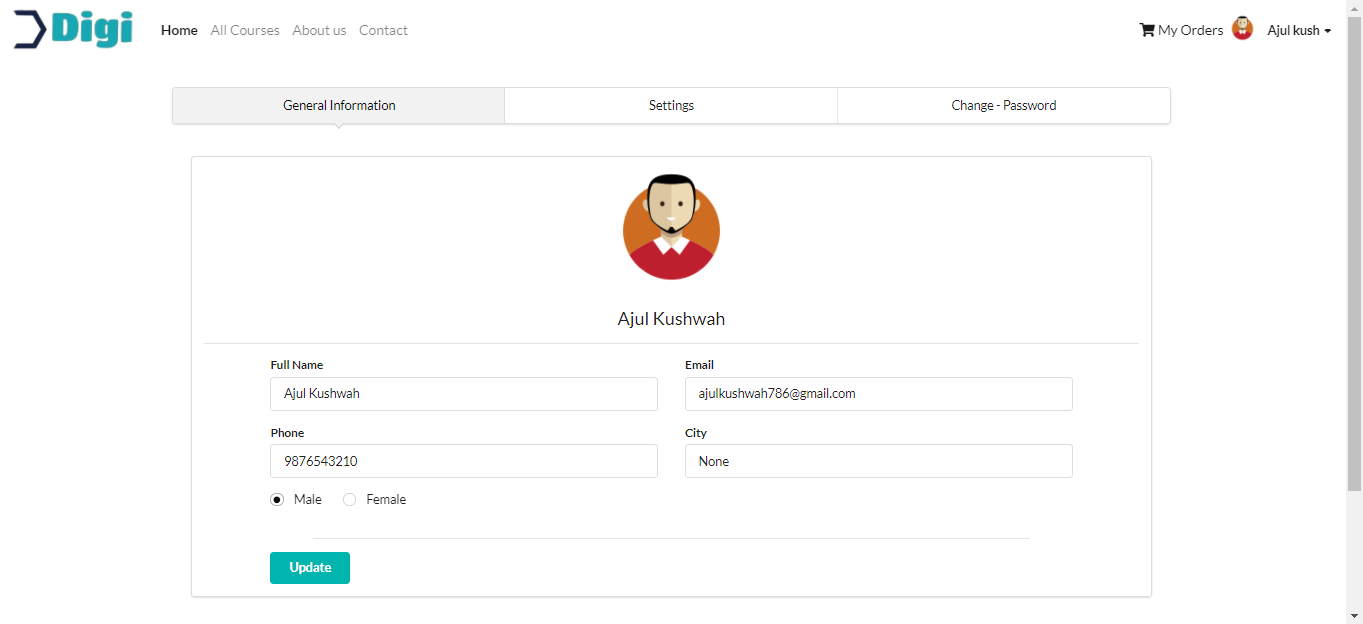 Digi Home All Courses About us Contact My Orders Ajul kush
General Information Settings Change - Password
Ajul Kushwah
Full Name Email
Ajul Kushwah ajulkushwah786@gmail.com
Phone City
9876543210 None
Male Female
Update